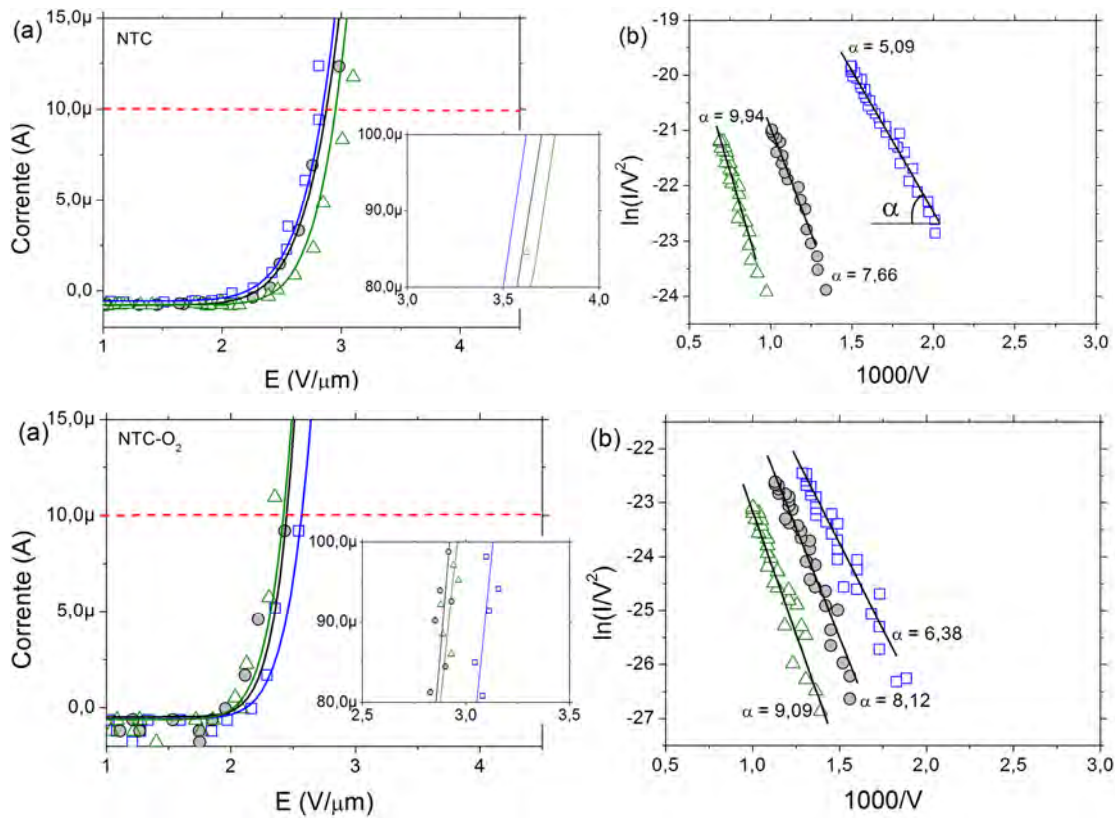 (a)
NTC
15,0µ
10,0µ
5,0µ
0,0
Corrente (A)
1 2 3 4
E (V/µm)
100,0µ
90,0µ
80,0µ
3,0 3,5 4,0
(b)
-19
-20
-21
-22
-23
-24
ln(I/V²)
α = 5,09
α = 9,94
α
α = 7,66
0,5 1,0 1,5 2,0 2,5 3,0
1000/V
(a)
NTC-O₂
15,0µ
10,0µ
5,0µ
0,0
Corrente (A)
1 2 3 4
E (V/µm)
100,0µ
90,0µ
80,0µ
2,5 3,0 3,5
(b)
-22
-23
-24
-25
-26
-27
ln(I/V²)
α = 6,38
α = 8,12
α = 9,09
0,5 1,0 1,5 2,0 2,5 3,0
1000/V